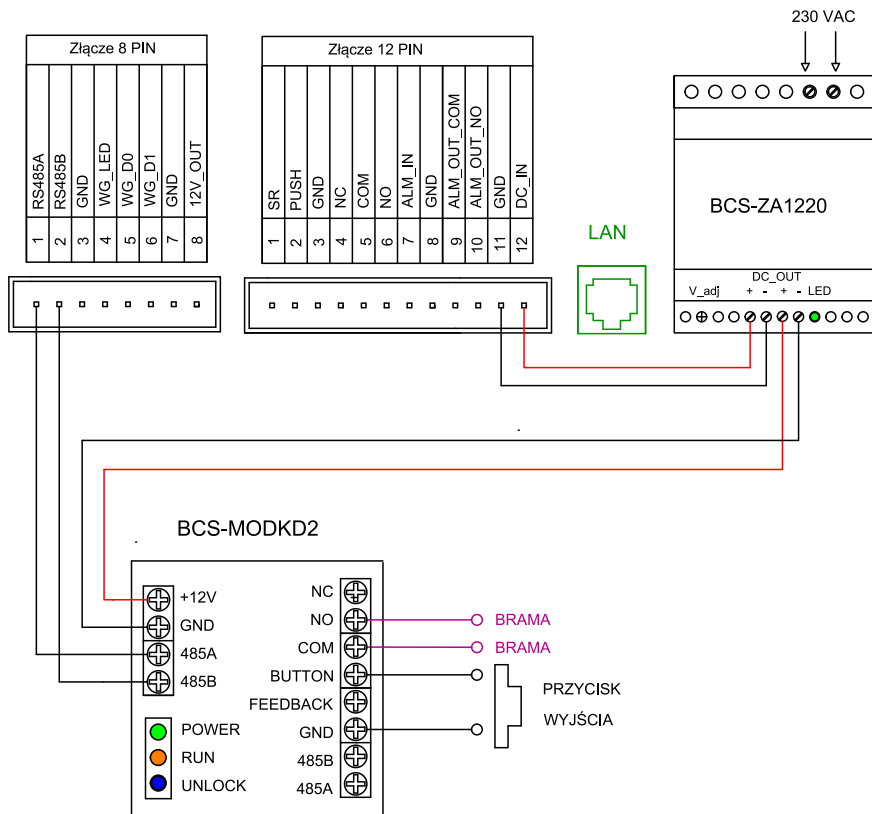 230 VAC
Złącze 8 PIN
Złącze 12 PIN
RS485A
RS485B
GND
WG_LED
WG_D0
WG_D1
GND
12V_OUT
1
2
3
4
5
6
7
8
SR
PUSH
GND
NC
COM
NO
ALM_IN
GND
ALM_OUT_COM
ALM_OUT_NO
GND
DC_IN
1
2
3
4
5
6
7
8
9
10
11
12
LAN
BCS-ZA1220
DC_OUT
V_adj + - + - LED
BCS-MODKD2
+12V
GND
485A
485B
POWER
RUN
UNLOCK
NC
NO
COM
BUTTON
FEEDBACK
GND
485B
485A
BRAMA
BRAMA
PRZYCISK
WYJŚCIA